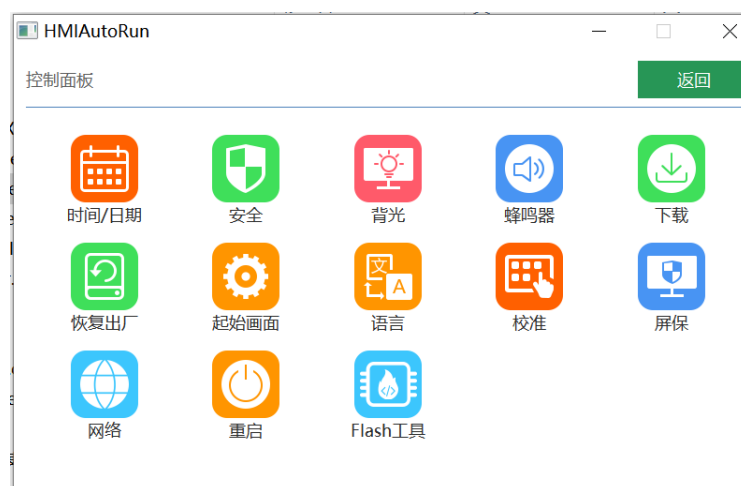 HMIAutoRun
控制面板
返回
时间/日期
安全
背光
蜂鸣器
下载
恢复出厂
起始画面
文
A
语言
校准
屏保
网络
重启
</>
Flash工具